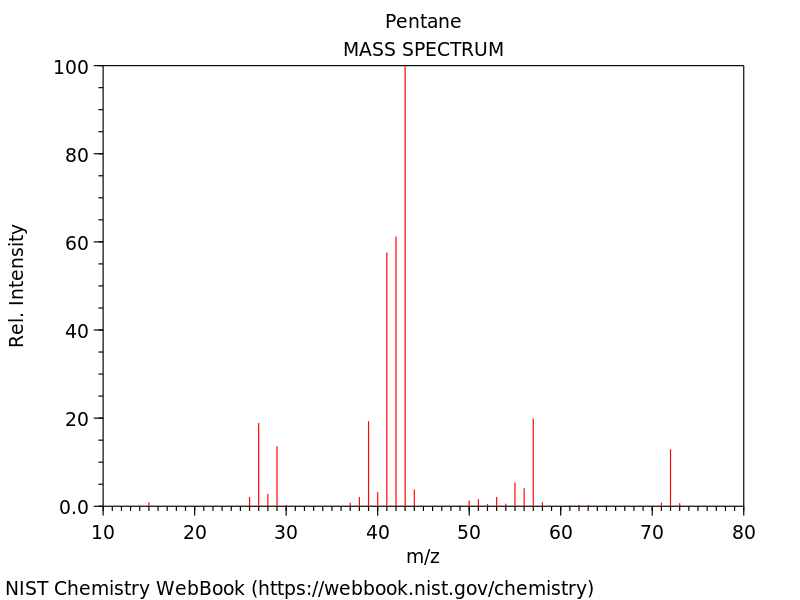 Pentane
MASS SPECTRUM
Rel. Intensity
100
80
60
40
20
0.0
10 20 30 40 50 60 70 80
m/z
NIST Chemistry WebBook (https://webbook.nist.gov/chemistry)